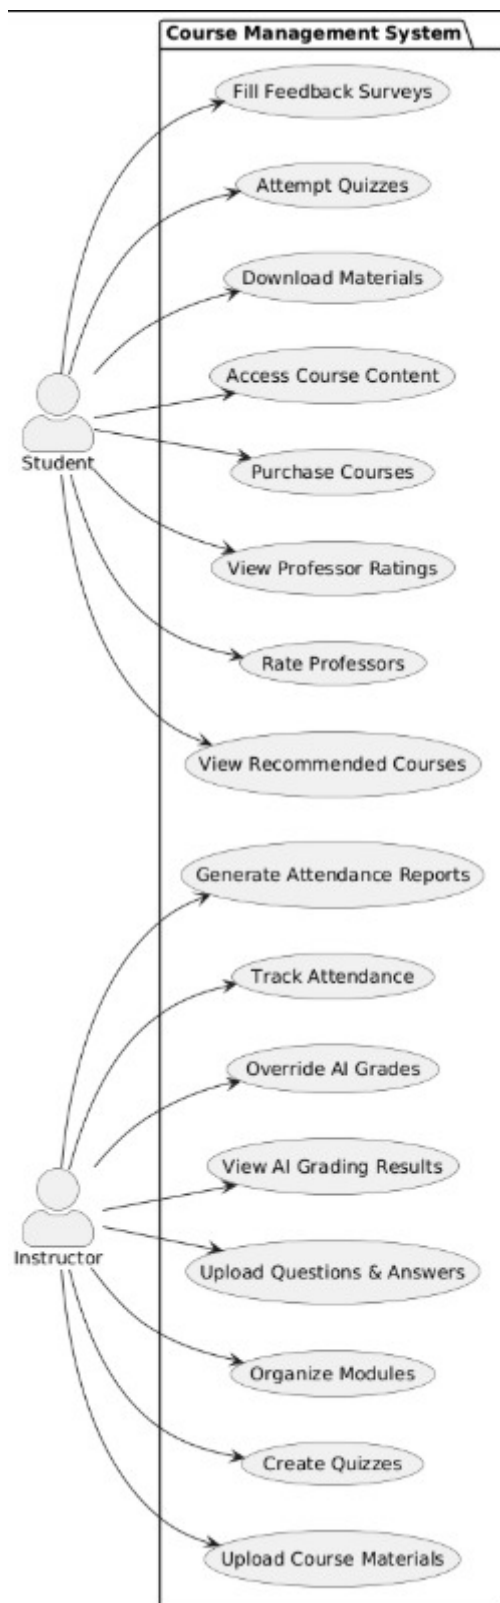 Course Management System
Fill Feedback Surveys
Attempt Quizzes
Download Materials
Access Course Content
Purchase Courses
Student
View Professor Ratings
Rate Professors
View Recommended Courses
Generate Attendance Reports
Track Attendance
Override AI Grades
View AI Grading Results
Instructor
Upload Questions & Answers
Organize Modules
Create Quizzes
Upload Course Materials